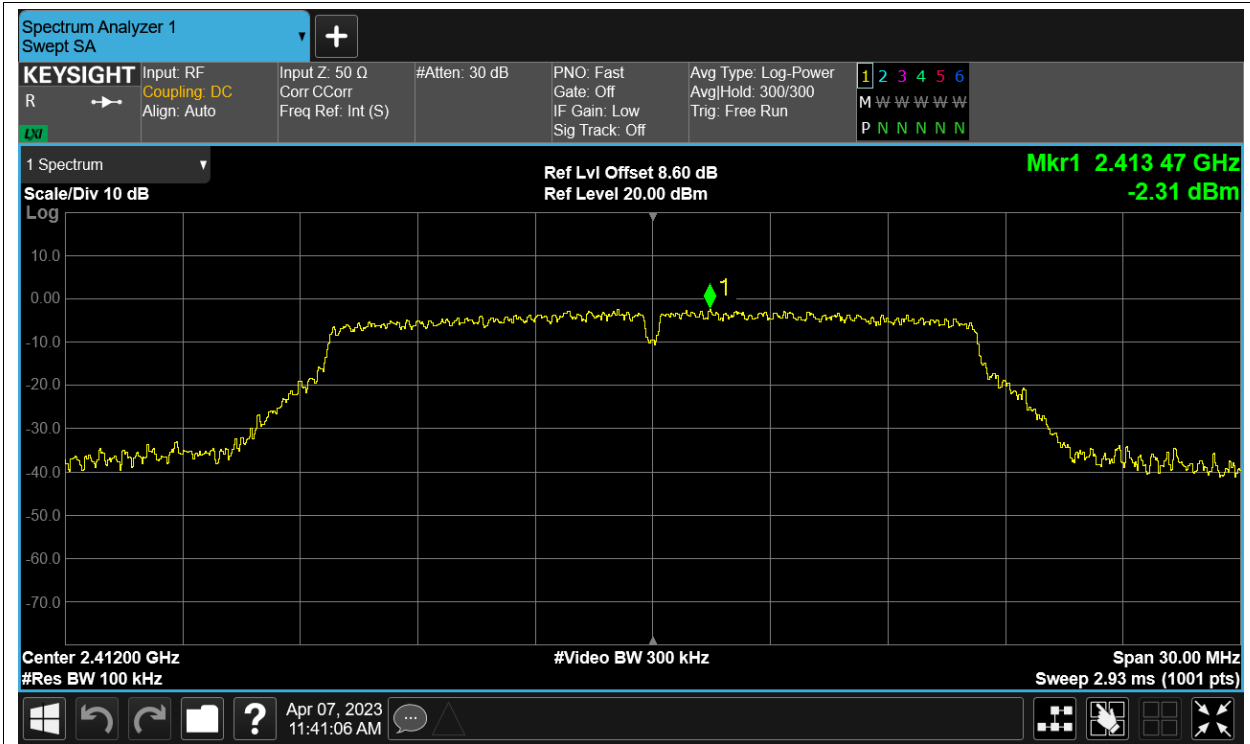 Spectrum Analyzer 1
Swept SA
+
KEYSIGHT
R
LXI
Input: RF
Coupling: DC
Align: Auto
Input Z: 50 Ω
Corr CCorr
Freq Ref: Int (S)
#Atten: 30 dB
PNO: Fast
Gate: Off
IF Gain: Low
Sig Track: Off
Avg Type: Log-Power
Avg|Hold: 300/300
Trig: Free Run
1 2 3 4 5 6
M W W W W W
P N N N N N
1 Spectrum
Scale/Div 10 dB
Log
Ref Lvl Offset 8.60 dB
Ref Level 20.00 dBm
Mkr1 2.413 47 GHz
-2.31 dBm
1
10.0
0.00
-10.0
-20.0
-30.0
-40.0
-50.0
-60.0
-70.0
Center 2.41200 GHz
#Res BW 100 kHz
#Video BW 300 kHz
Span 30.00 MHz
Sweep 2.93 ms (1001 pts)
?
Apr 07, 2023
11:41:06 AM